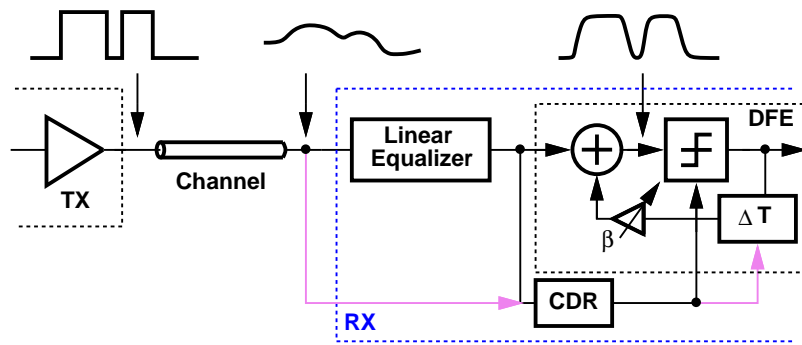 TX
Channel
Linear
Equalizer
DFE
β
Δ T
CDR
RX